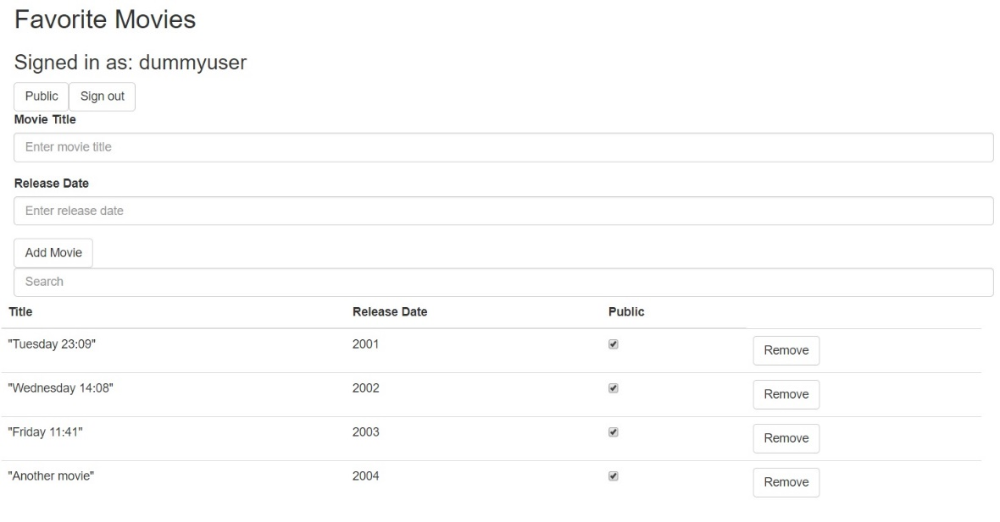 Favorite Movies
Signed in as: dummyuser
Public Sign out
Movie Title
Enter movie title
Release Date
Enter release date
Add Movie
Search
Title Release Date Public
"Tuesday 23:09" 2001 Remove
"Wednesday 14:08" 2002 Remove
"Friday 11:41" 2003 Remove
"Another movie" 2004 Remove